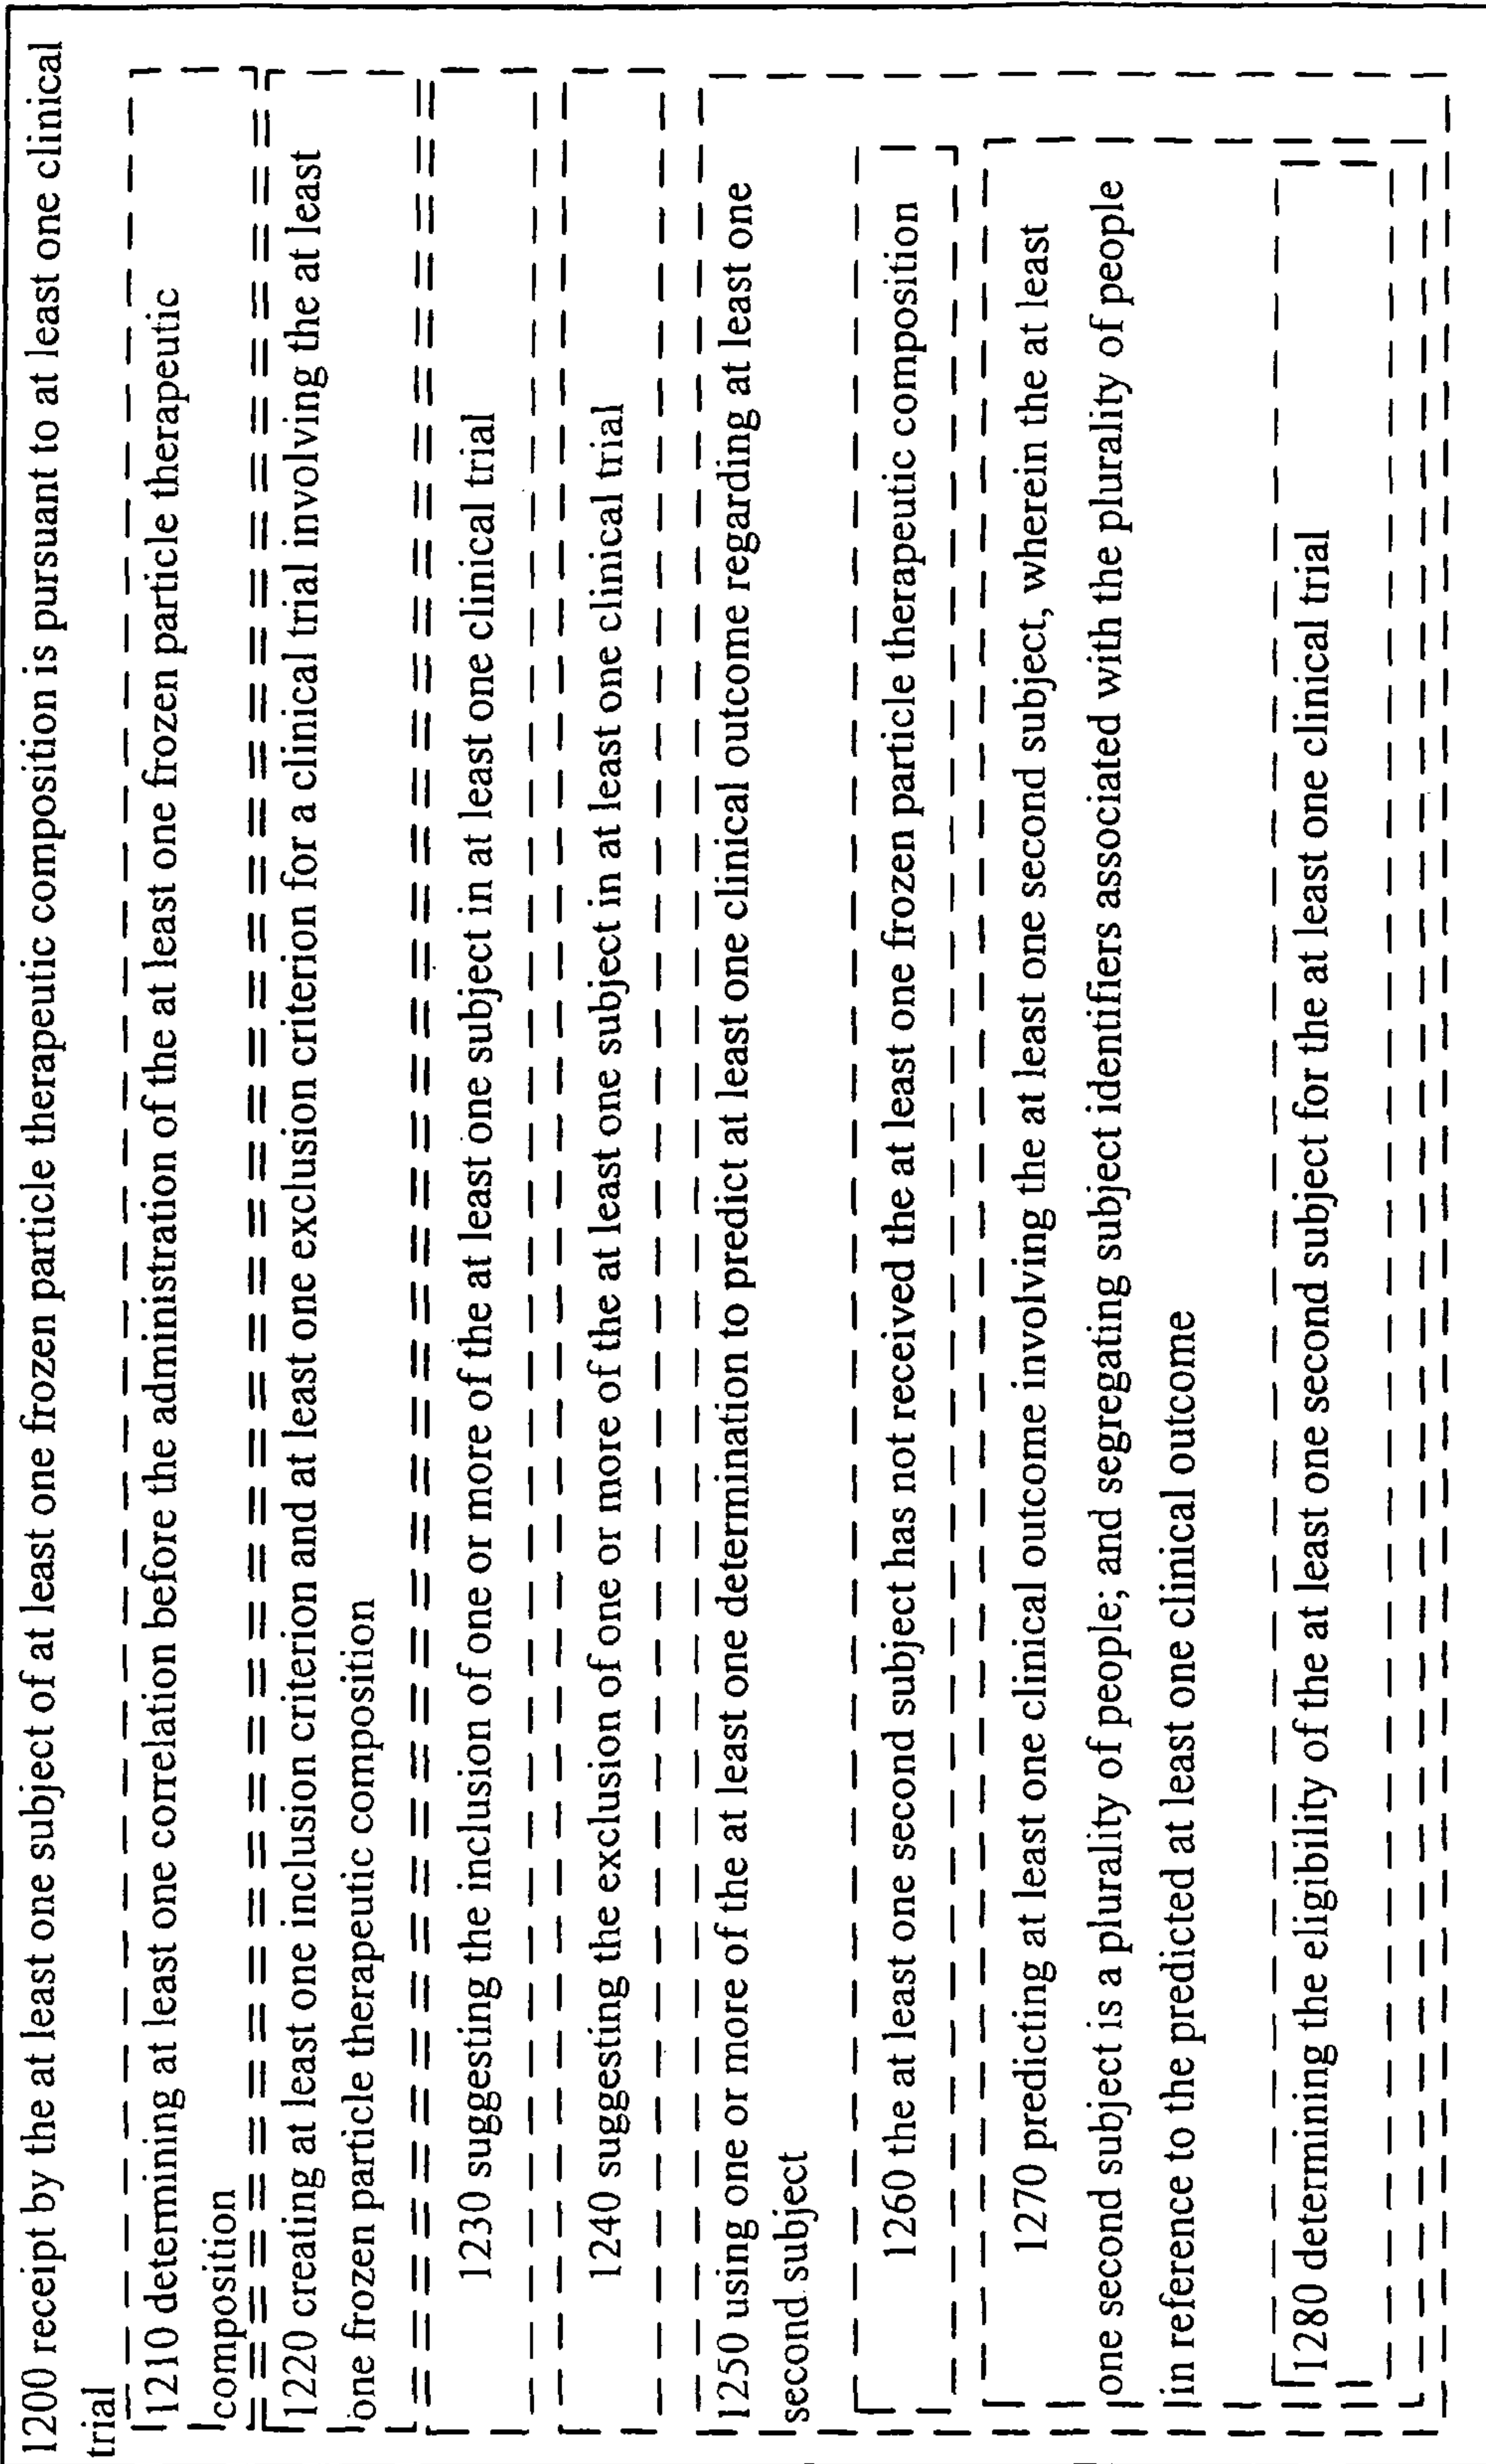 1200 receipt by the at least one subject of at least one frozen particle therapeutic composition is pursuant to at least one clinical
trial
1210 determining at least one correlation before the administration of the at least one frozen particle therapeutic
composition
1220 creating at least one inclusion criterion and at least one exclusion criterion for a clinical trial involving the at least
one frozen particle therapeutic composition
1230 suggesting the inclusion of one or more of the at least one subject in at least one clinical trial
1240 suggesting the exclusion of one or more of the at least one subject in at least one clinical trial
1250 using one or more of the at least one determination to predict at least one clinical outcome regarding at least one
second subject
1260 the at least one second subject has not received the at least one frozen particle therapeutic composition
1270 predicting at least one clinical outcome involving the at least one second subject, wherein the at least
one second subject is a plurality of people; and segregating subject identifiers associated with the plurality of people
in reference to the predicted at least one clinical outcome
1280 determining the eligibility of the at least one second subject for the at least one clinical trial